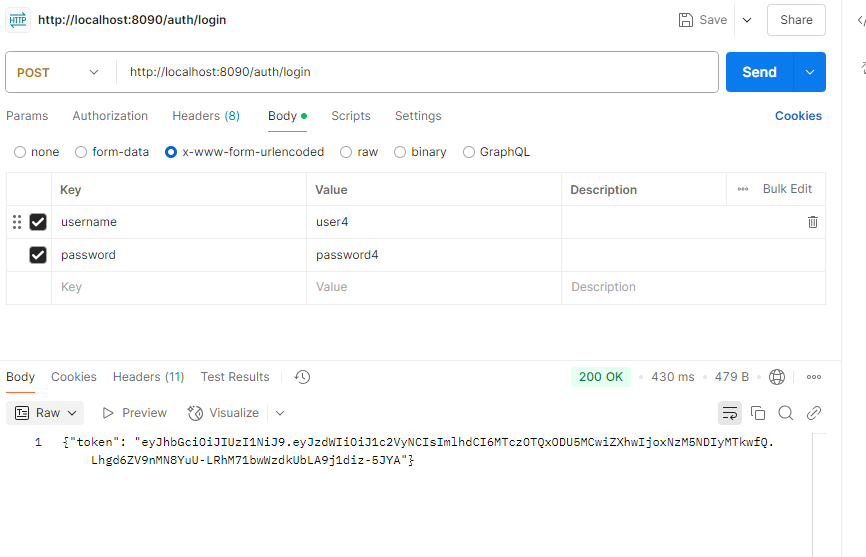 HTTP http://localhost:8090/auth/login Save Share
POST http://localhost:8090/auth/login Send
Params Authorization Headers (8) Body Scripts Settings Cookies
none form-data x-www-form-urlencoded raw binary GraphQL
Key Value Description Bulk Edit
username user4
password password4
Key Value Description
Body Cookies Headers (11) Test Results 200 OK 430 ms 479 B
Raw Preview Visualize
1 {"token": "eyJhbGciOiJIUzI1NiJ9.eyJzdWIiOiJ1c2VyNCIsImlhdCI6MTczOTQxODU5MCwiZXhwIjoxNzM5NDIyMTkwfQ.
Lhgd6ZV9nMN8YuU-LRhM71bwWzdkUbLA9j1diz-5JYA"}